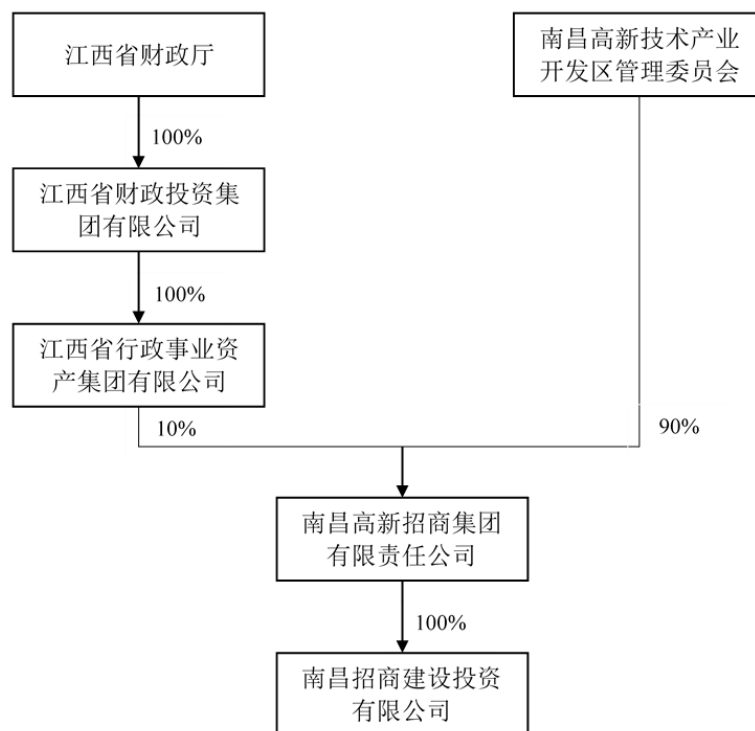 江西省财政厅
南昌高新技术产业
开发区管理委员会
100%
江西省财政投资集
团有限公司
100%
江西省行政事业资
产集团有限公司
10%
90%
南昌高新招商集团
有限责任公司
100%
南昌招商建设投资
有限公司